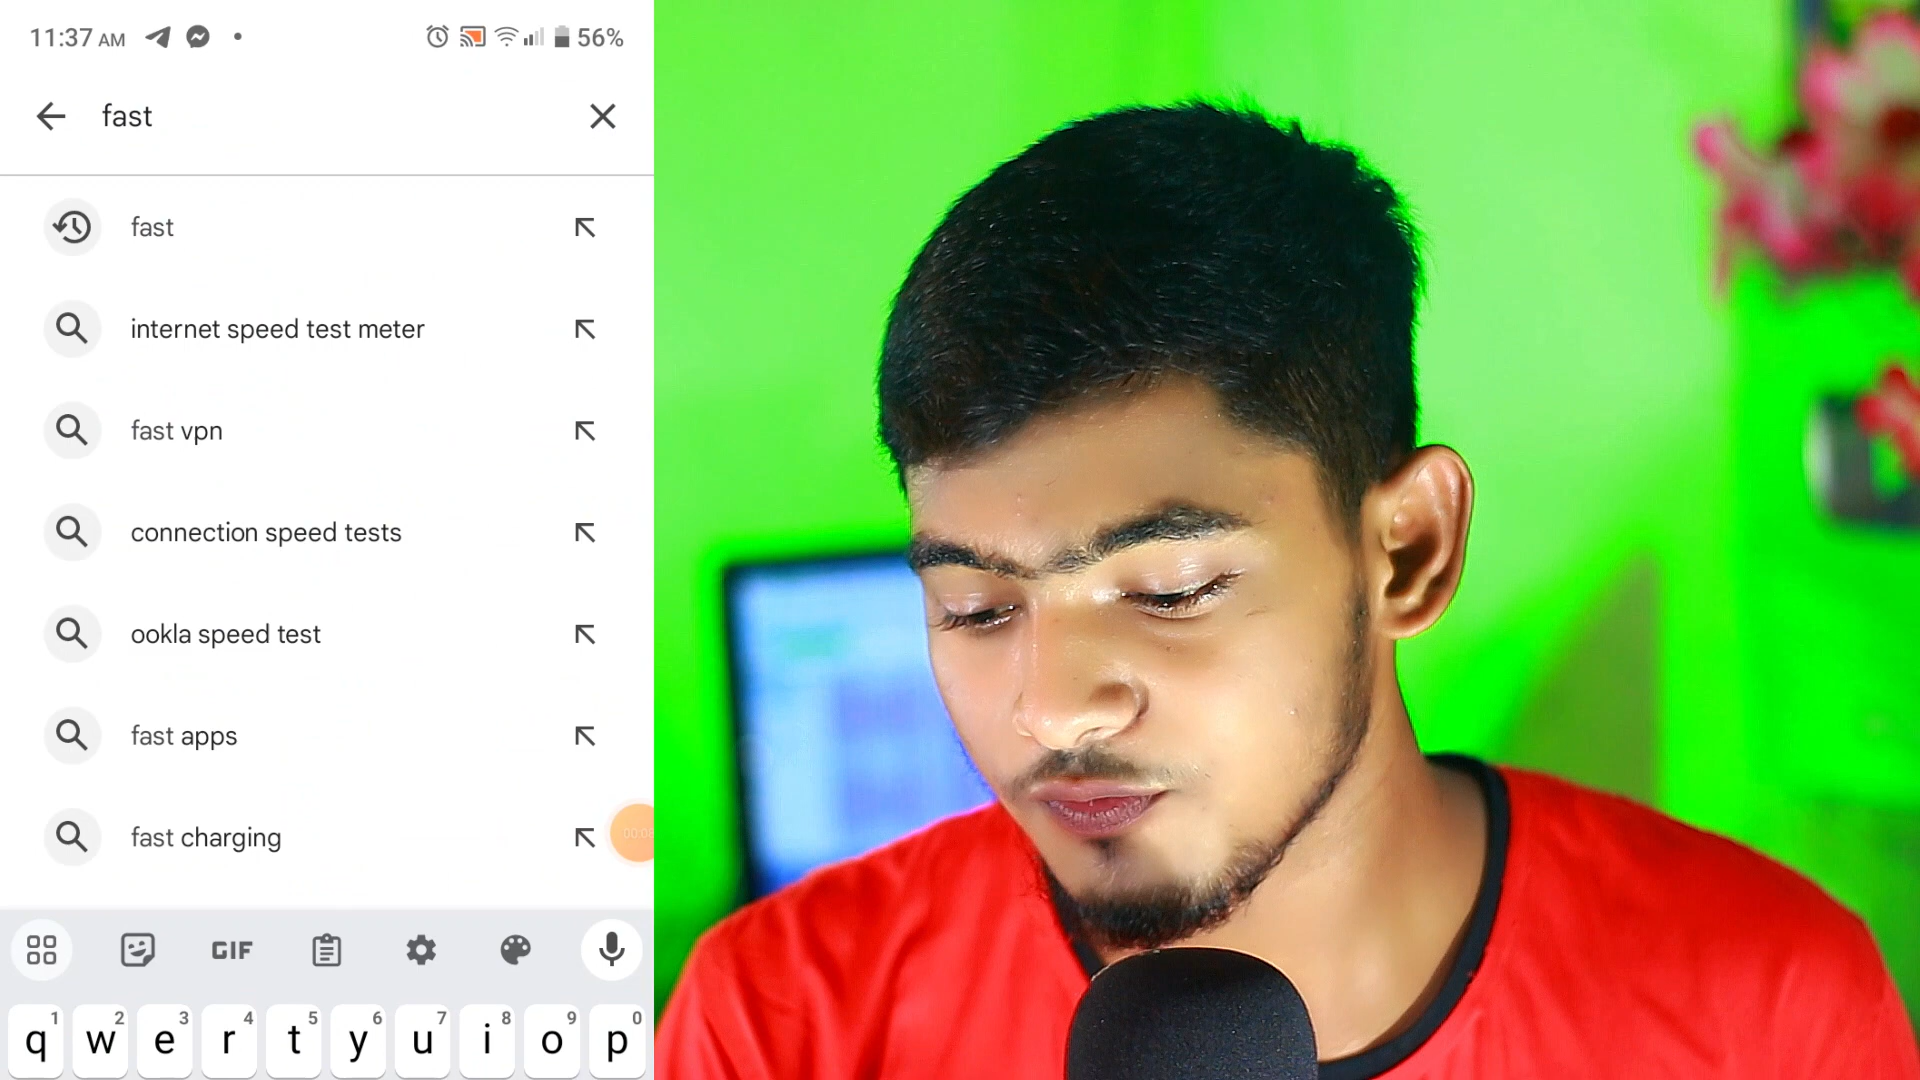 11:37 AM 56%
fast
fast
internet speed test meter
fast vpn
connection speed tests
ookla speed test
fast apps
fast charging
GIF
1 2 3 4 5 6 7 8 9 0
q w e r t y u i o p